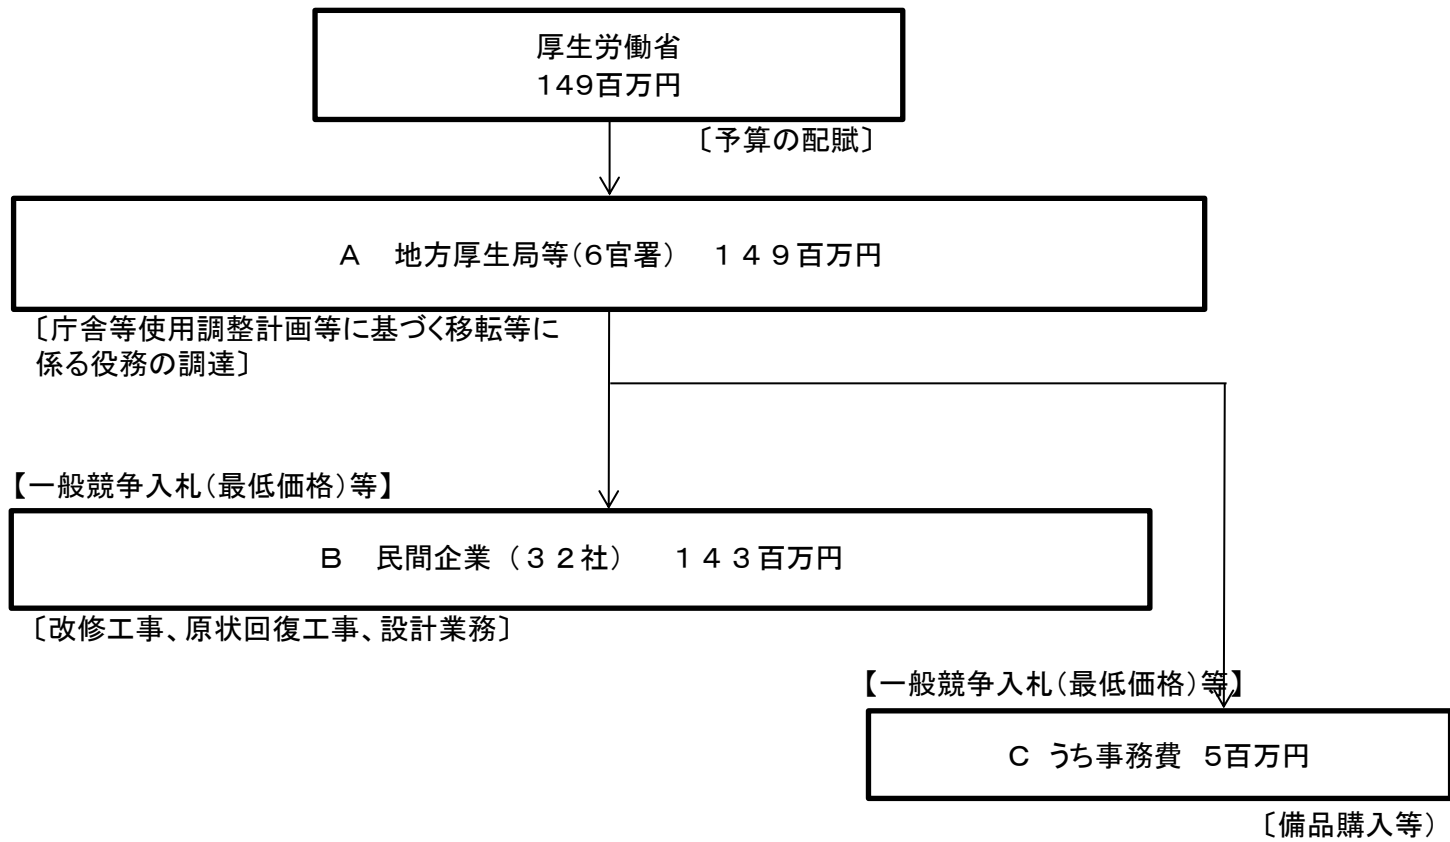 厚生労働省
149百万円
〔予算の配賦〕
A　地方厚生局等（6官署）　１４９百万円
〔庁舎等使用調整計画等に基づく移転等に
係る役務の調達〕
【一般競争入札（最低価格）等】
B　民間企業（３２社）　１４３百万円
〔改修工事、原状回復工事、設計業務〕
【一般競争入札（最低価格）等】
C　うち事務費　5百万円
〔備品購入等）